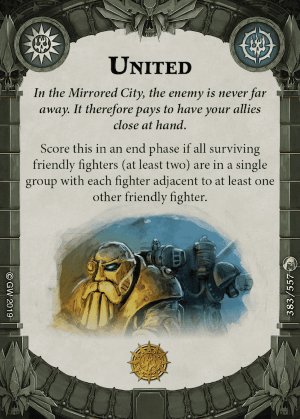 UNITED
In the Mirrored City, the enemy is never far
away. It therefore pays to have your allies
close at hand.
Score this in an end phase if all surviving
friendly fighters (at least two) are in a single
group with each fighter adjacent to at least one
other friendly fighter.
© GW 2019
383/557